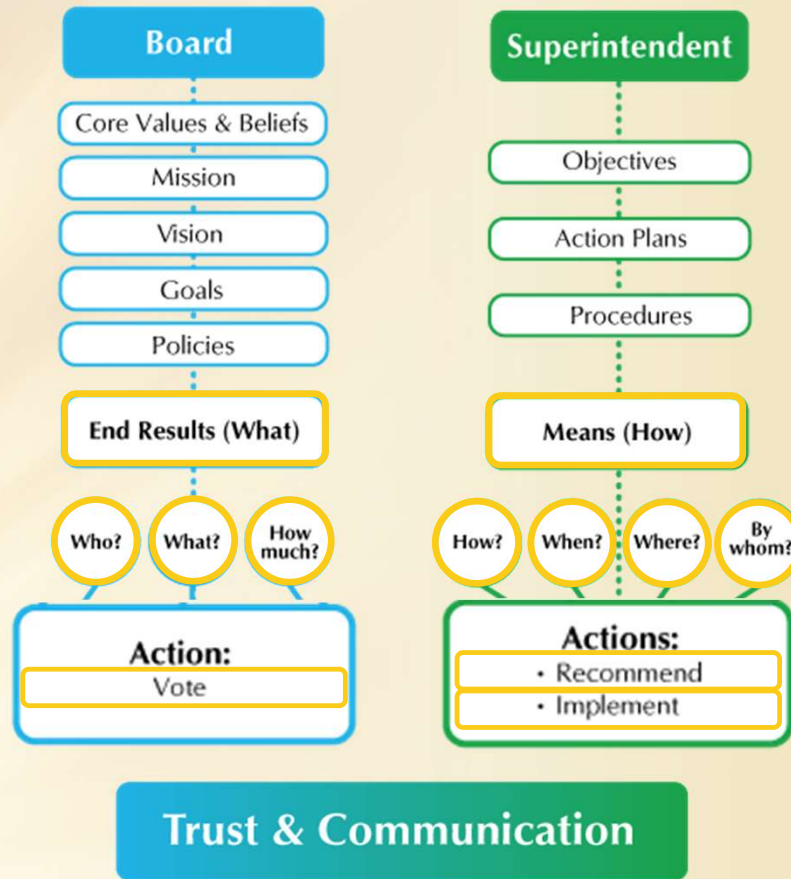 Board
Core Values & Beliefs
Mission
Vision
Goals
Policies
End Results (What)
Who?
What?
How
much?
Action:
Vote
Superintendent
Objectives
Action Plans
Procedures
Means (How)
How?
When?
Where?
By
whom?
Actions:
• Recommend
• Implement
Trust & Communication